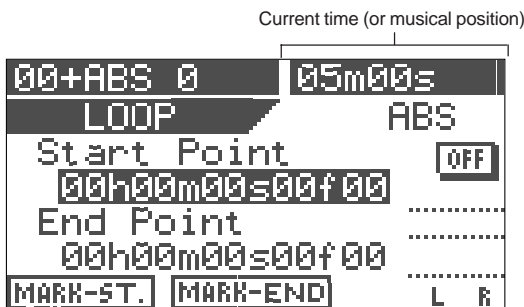 Current time (or musical position)
00+ABS 0 05m00s
LOOP ABS
Start Point OFF
00h00m00s00f00
End Point
00h00m00s00f00
MARK-ST. MARK-END L R